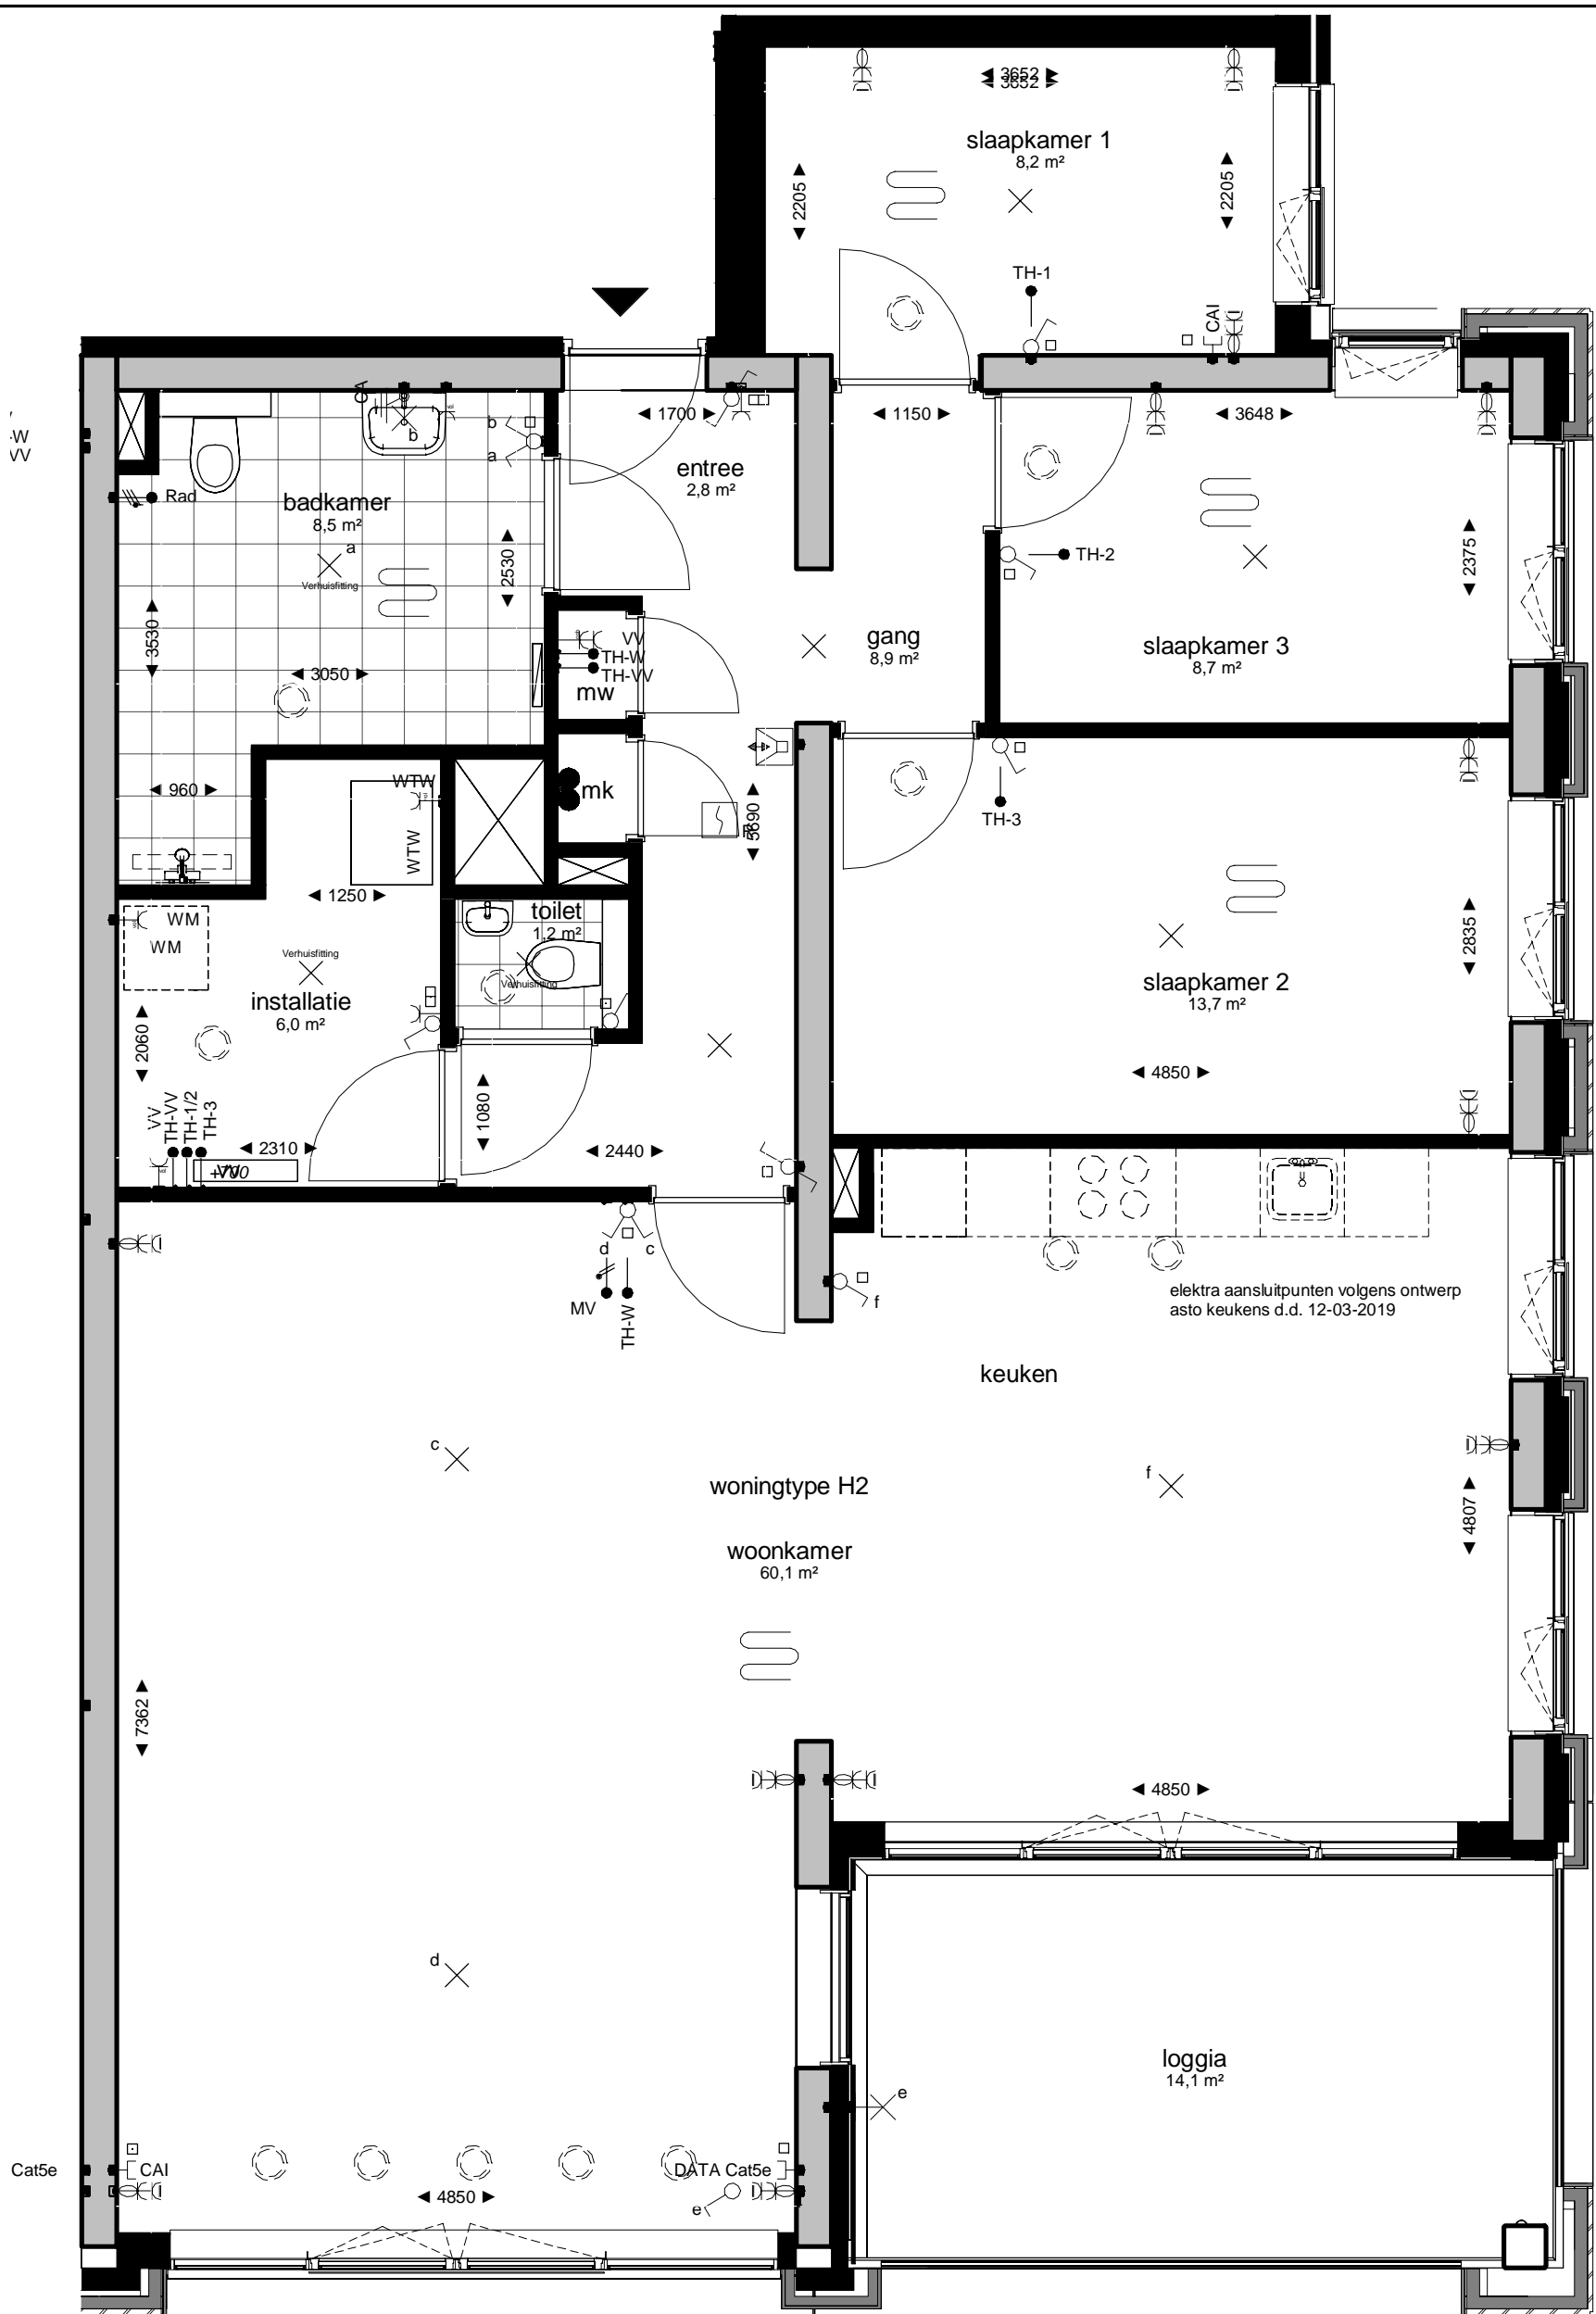 ◄ 3652 ►
◄ 3652 ►
slaapkamer 1
8,2 m²
◄ 2205 ►
◄ 2205 ►
TH-1
CAI
◄ 1700 ►
◄ 1150 ►
◄ 3648 ►
b
b
a
entree
2,8 m²
Rad
badkamer
8,5 m²
a
Verhuisfitting
◄ 2530 ►
◄ 3530 ►
◄ 3050 ►
TH-2
◄ 2375 ►
gang
8,9 m²
slaapkamer 3
8,7 m²
VV
TH-W
TH-VV
mw
◄ 960 ►
WTW
WTW
mk
◄ 5690 ►
TH-3
◄ 1250 ►
WM
WM
toilet
1,2 m²
Verhuisfitting
Verhuisfitting
installatie
6,0 m²
◄ 2835 ►
slaapkamer 2
13,7 m²
◄ 2060 ►
◄ 4850 ►
◄ 1080 ►
VV
TH-VV
TH-1/2
TH-3
◄ 2310 ►
◄ 2440 ►
VV
+700
d
c
MV
TH-W
f
elektra aansluitpunten volgens ontwerp
asto keukens d.d. 12-03-2019
keuken
c
f
woningtype H2
◄ 4807 ►
woonkamer
60,1 m²
◄ 7362 ►
◄ 4850 ►
d
loggia
14,1 m²
e
Cat5e
CAI
DATA Cat5e
◄ 4850 ►
e